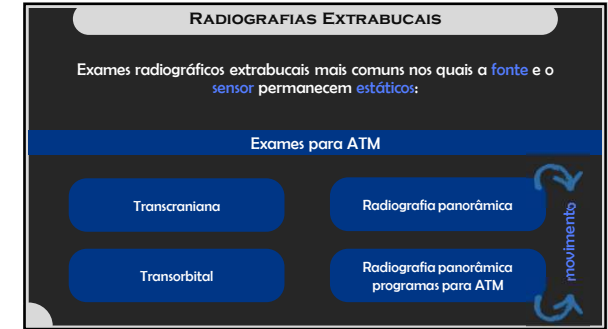 Radiografias Extrabucais
Exames radiográficos extrabucais mais comuns nos quais a fonte e o
sensor permanecem estáticos:
Exames para ATM
Transcraniana
Radiografia panorâmica
Transorbital
Radiografia panorâmica
programas para ATM
movimento